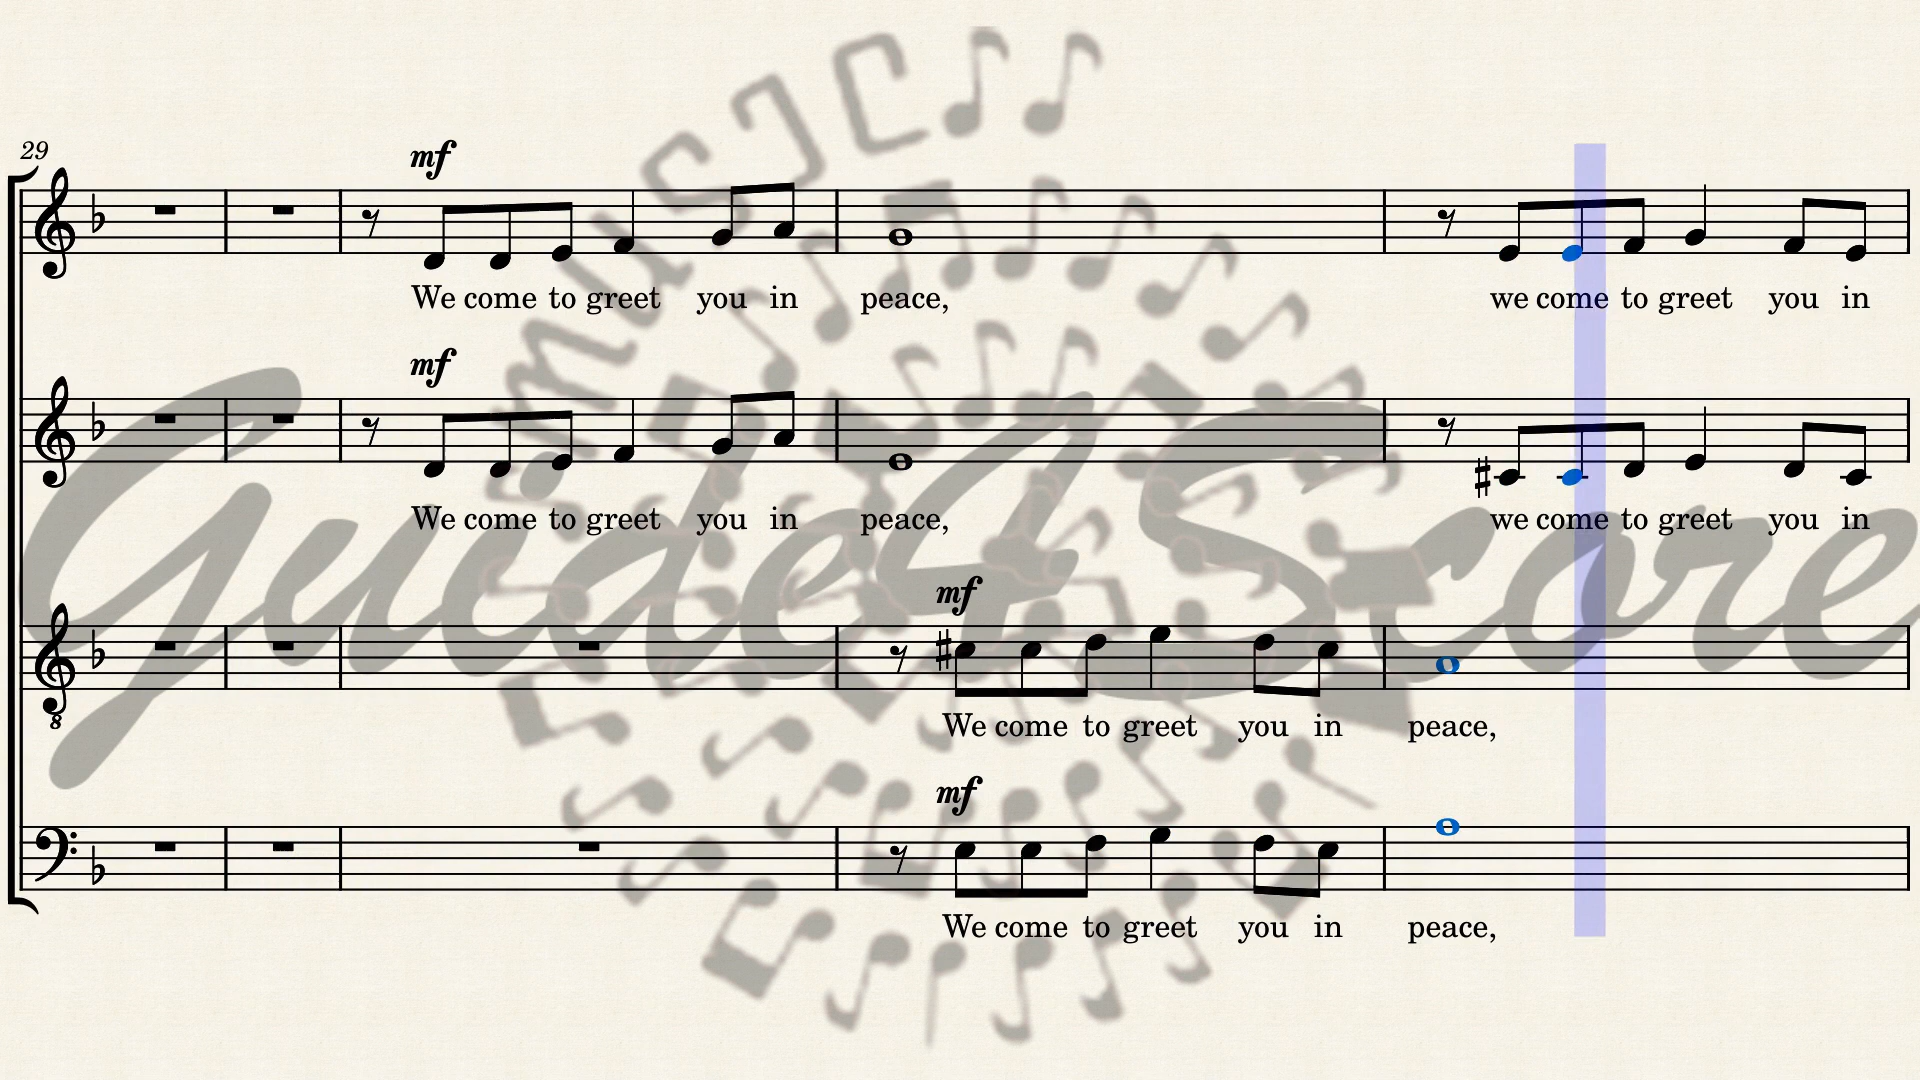 music
29
mf
We come to greet you in peace, we come to greet you in
mf
We come to greet you in peace, we come to greet you in
Guide4Score
mf
8
We come to greet you in peace,
mf
We come to greet you in peace,